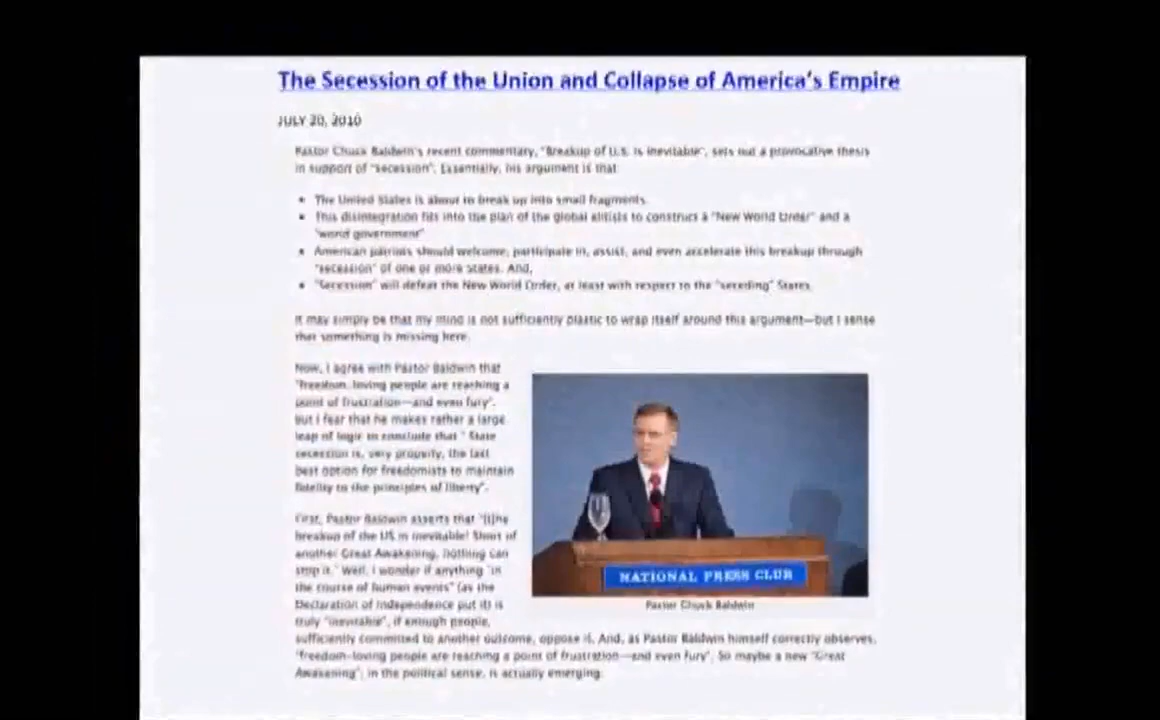 The Secession of the Union and Collapse of America's Empire
JULY 20, 2010
Pastor Chuck Baldwin's recent commentary, "Breakup of U.S. is inevitable", sets out a provocative thesis
in support of "secession". Essentially, his argument is that
• The United States is about to break up into small fragments.
• This disintegration fits into the plan of the global elitists to construct a "New World Order" and a
"world government"
• American patriots should welcome, participate in, assist, and even accelerate this breakup through
"secession" of one or more States. And,
• "Secession" will defeat the New World Order, at least with respect to the "seceding" States.
It may simply be that my mind is not sufficiently plastic to wrap itself around this argument—but I sense
that something is missing here.
Now, I agree with Pastor Baldwin that
"freedom-loving people are reaching a
point of frustration—and even fury".
But I fear that he makes rather a large
leap of logic to conclude that " State
secession is, very properly, the last
best option for freedomists to maintain
fidelity to the principles of liberty".
First, Pastor Baldwin asserts that "[t]he
breakup of the US is inevitable! Short of
another Great Awakening, nothing can
stop it." Well, I wonder if anything "in
the course of human events" (as the
Declaration of Independence put it) is
truly "inevitable", if enough people,
sufficiently committed to another outcome, oppose it. And, as Pastor Baldwin himself correctly observes,
"freedom-loving people are reaching a point of frustration—and even fury". So maybe a new "Great
Awakening", in the political sense, is actually emerging.
NATIONAL PRESS CLUB
Pastor Chuck Baldwin